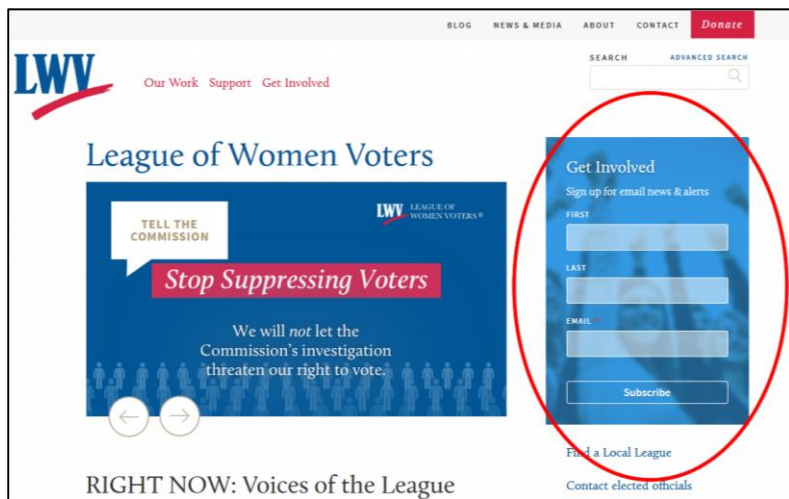 BLOG NEWS & MEDIA ABOUT CONTACT Donate
SEARCH ADVANCED SEARCH
LWV
Our Work Support Get Involved
League of Women Voters
TELL THE
COMMISSION
LWV LEAGUE OF
WOMEN VOTERS®
Stop Suppressing Voters
We will not let the
Commission's investigation
threaten our right to vote.
Get Involved
Sign up for email news & alerts
FIRST
LAST
EMAIL
Subscribe
Find a Local League
Contact elected officials
RIGHT NOW: Voices of the League